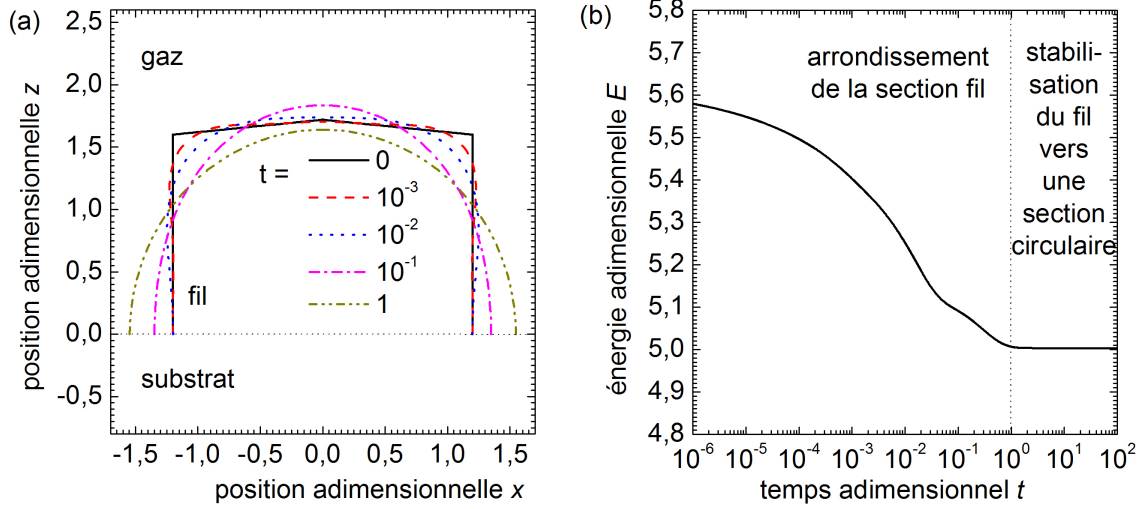 (a)
position adimensionnelle z
2,5
2,0
1,5
1,0
0,5
0,0
-0,5
gaz
t =
0
10⁻³
10⁻²
10⁻¹
1
fil
substrat
-1,5 -1,0 -0,5 0,0 0,5 1,0 1,5
position adimensionnelle x
(b)
énergie adimensionnelle E
5,8
5,7
5,6
5,5
5,4
5,3
5,2
5,1
5,0
4,9
4,8
arrondissement
de la section fil
stabili-
sation
du fil
vers
une
section
circulaire
10⁻⁶ 10⁻⁵ 10⁻⁴ 10⁻³ 10⁻² 10⁻¹ 10⁰ 10¹ 10²
temps adimensionnel t